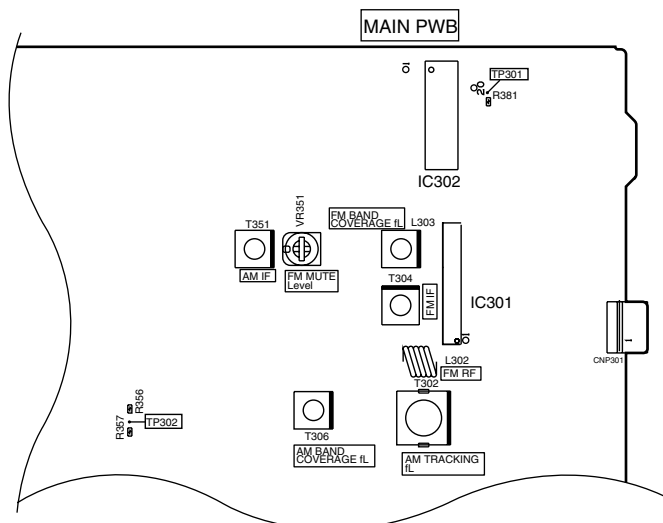 MAIN PWB
TP301
R381
IC302
VR351
FM BAND
COVERAGE fL
T351
L303
AM IF
FM MUTE
Level
T304
FM IF
IC301
1
CNP301
L302
FM RF
T302
R356
R357
TP302
T306
AM BAND
COVERAGE fL
AM TRACKING
fL